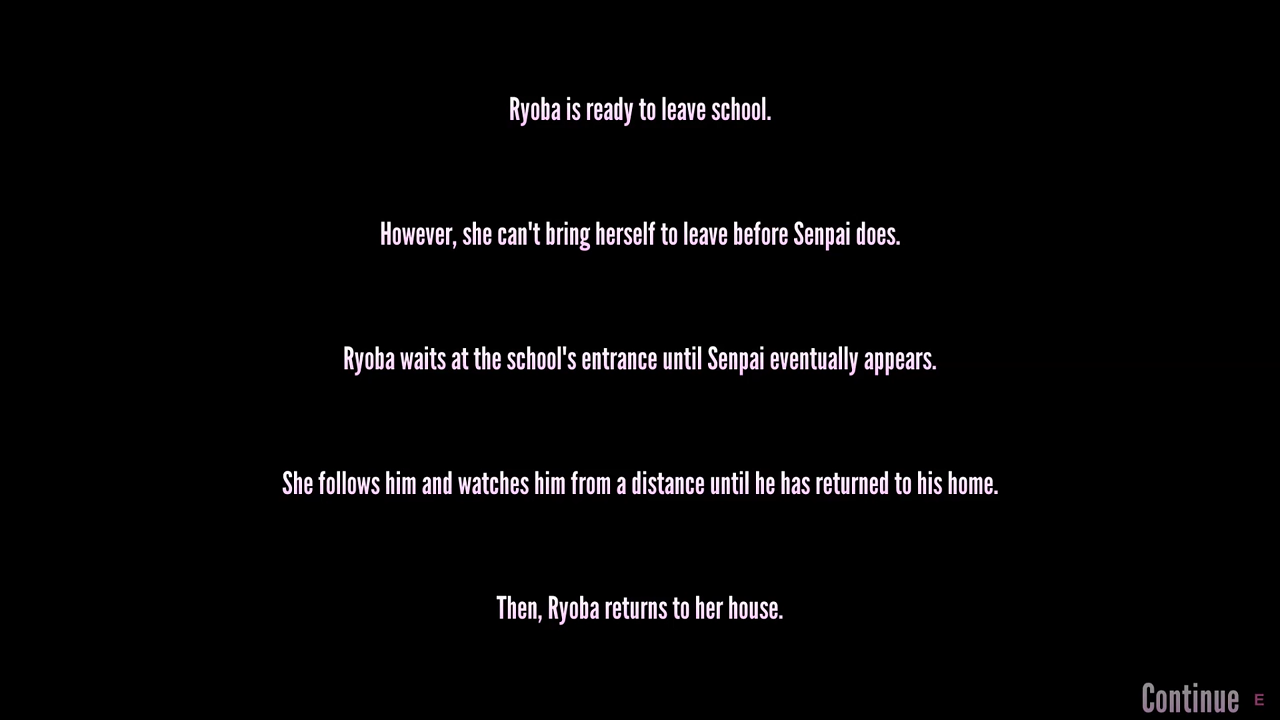 Ryoba is ready to leave school.
However, she can't bring herself to leave before Senpai does.
Ryoba waits at the school's entrance until Senpai eventually appears.
She follows him and watches him from a distance until he has returned to his home.
Then, Ryoba returns to her house.
Continue E